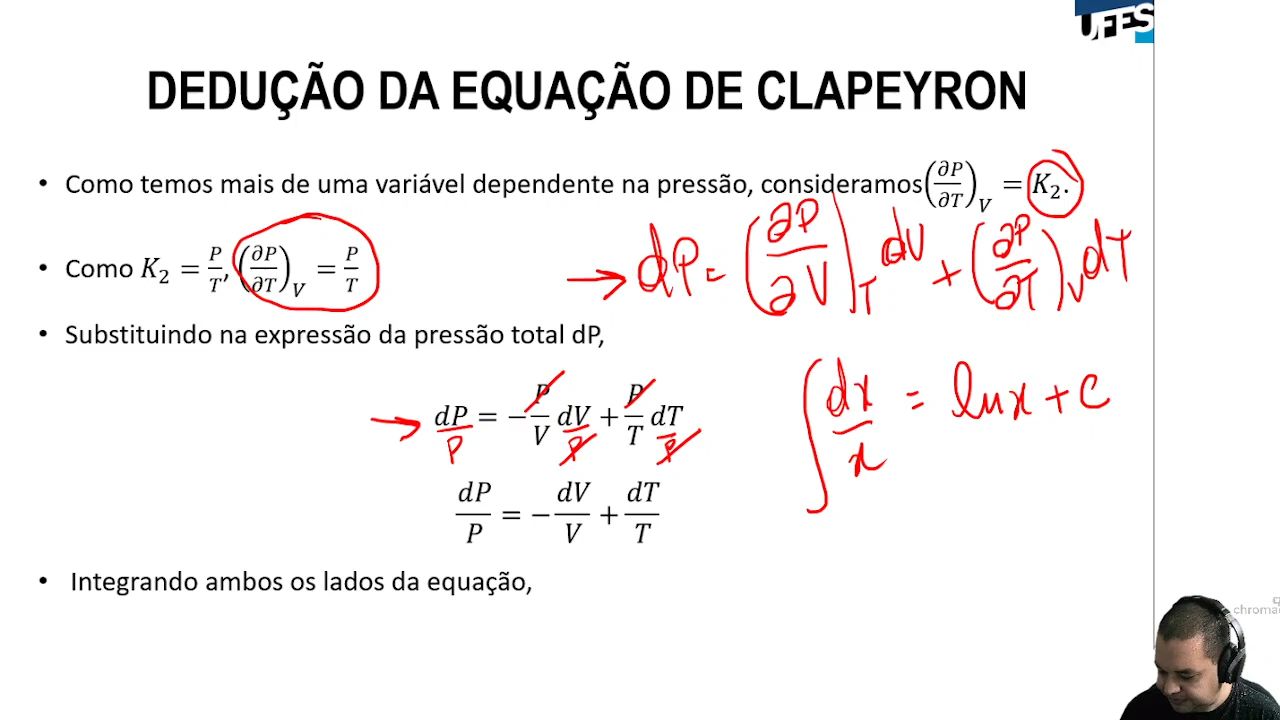 UFES
DEDUÇÃO DA EQUAÇÃO DE CLAPEYRON
• Como temos mais de uma variável dependente na pressão, consideramos (∂P/∂T)_V = K₂.
• Como K₂ = P/T, (∂P/∂T)_V = P/T
→ dP = (∂P/∂V)_T dV + (∂P/∂T)_V dT
• Substituindo na expressão da pressão total dP,
→ dP/P = −P/V dV/P + P/T dT/P
∫ dx/x = ln x + C
dP/P = −dV/V + dT/T
• Integrando ambos os lados da equação,
chroma